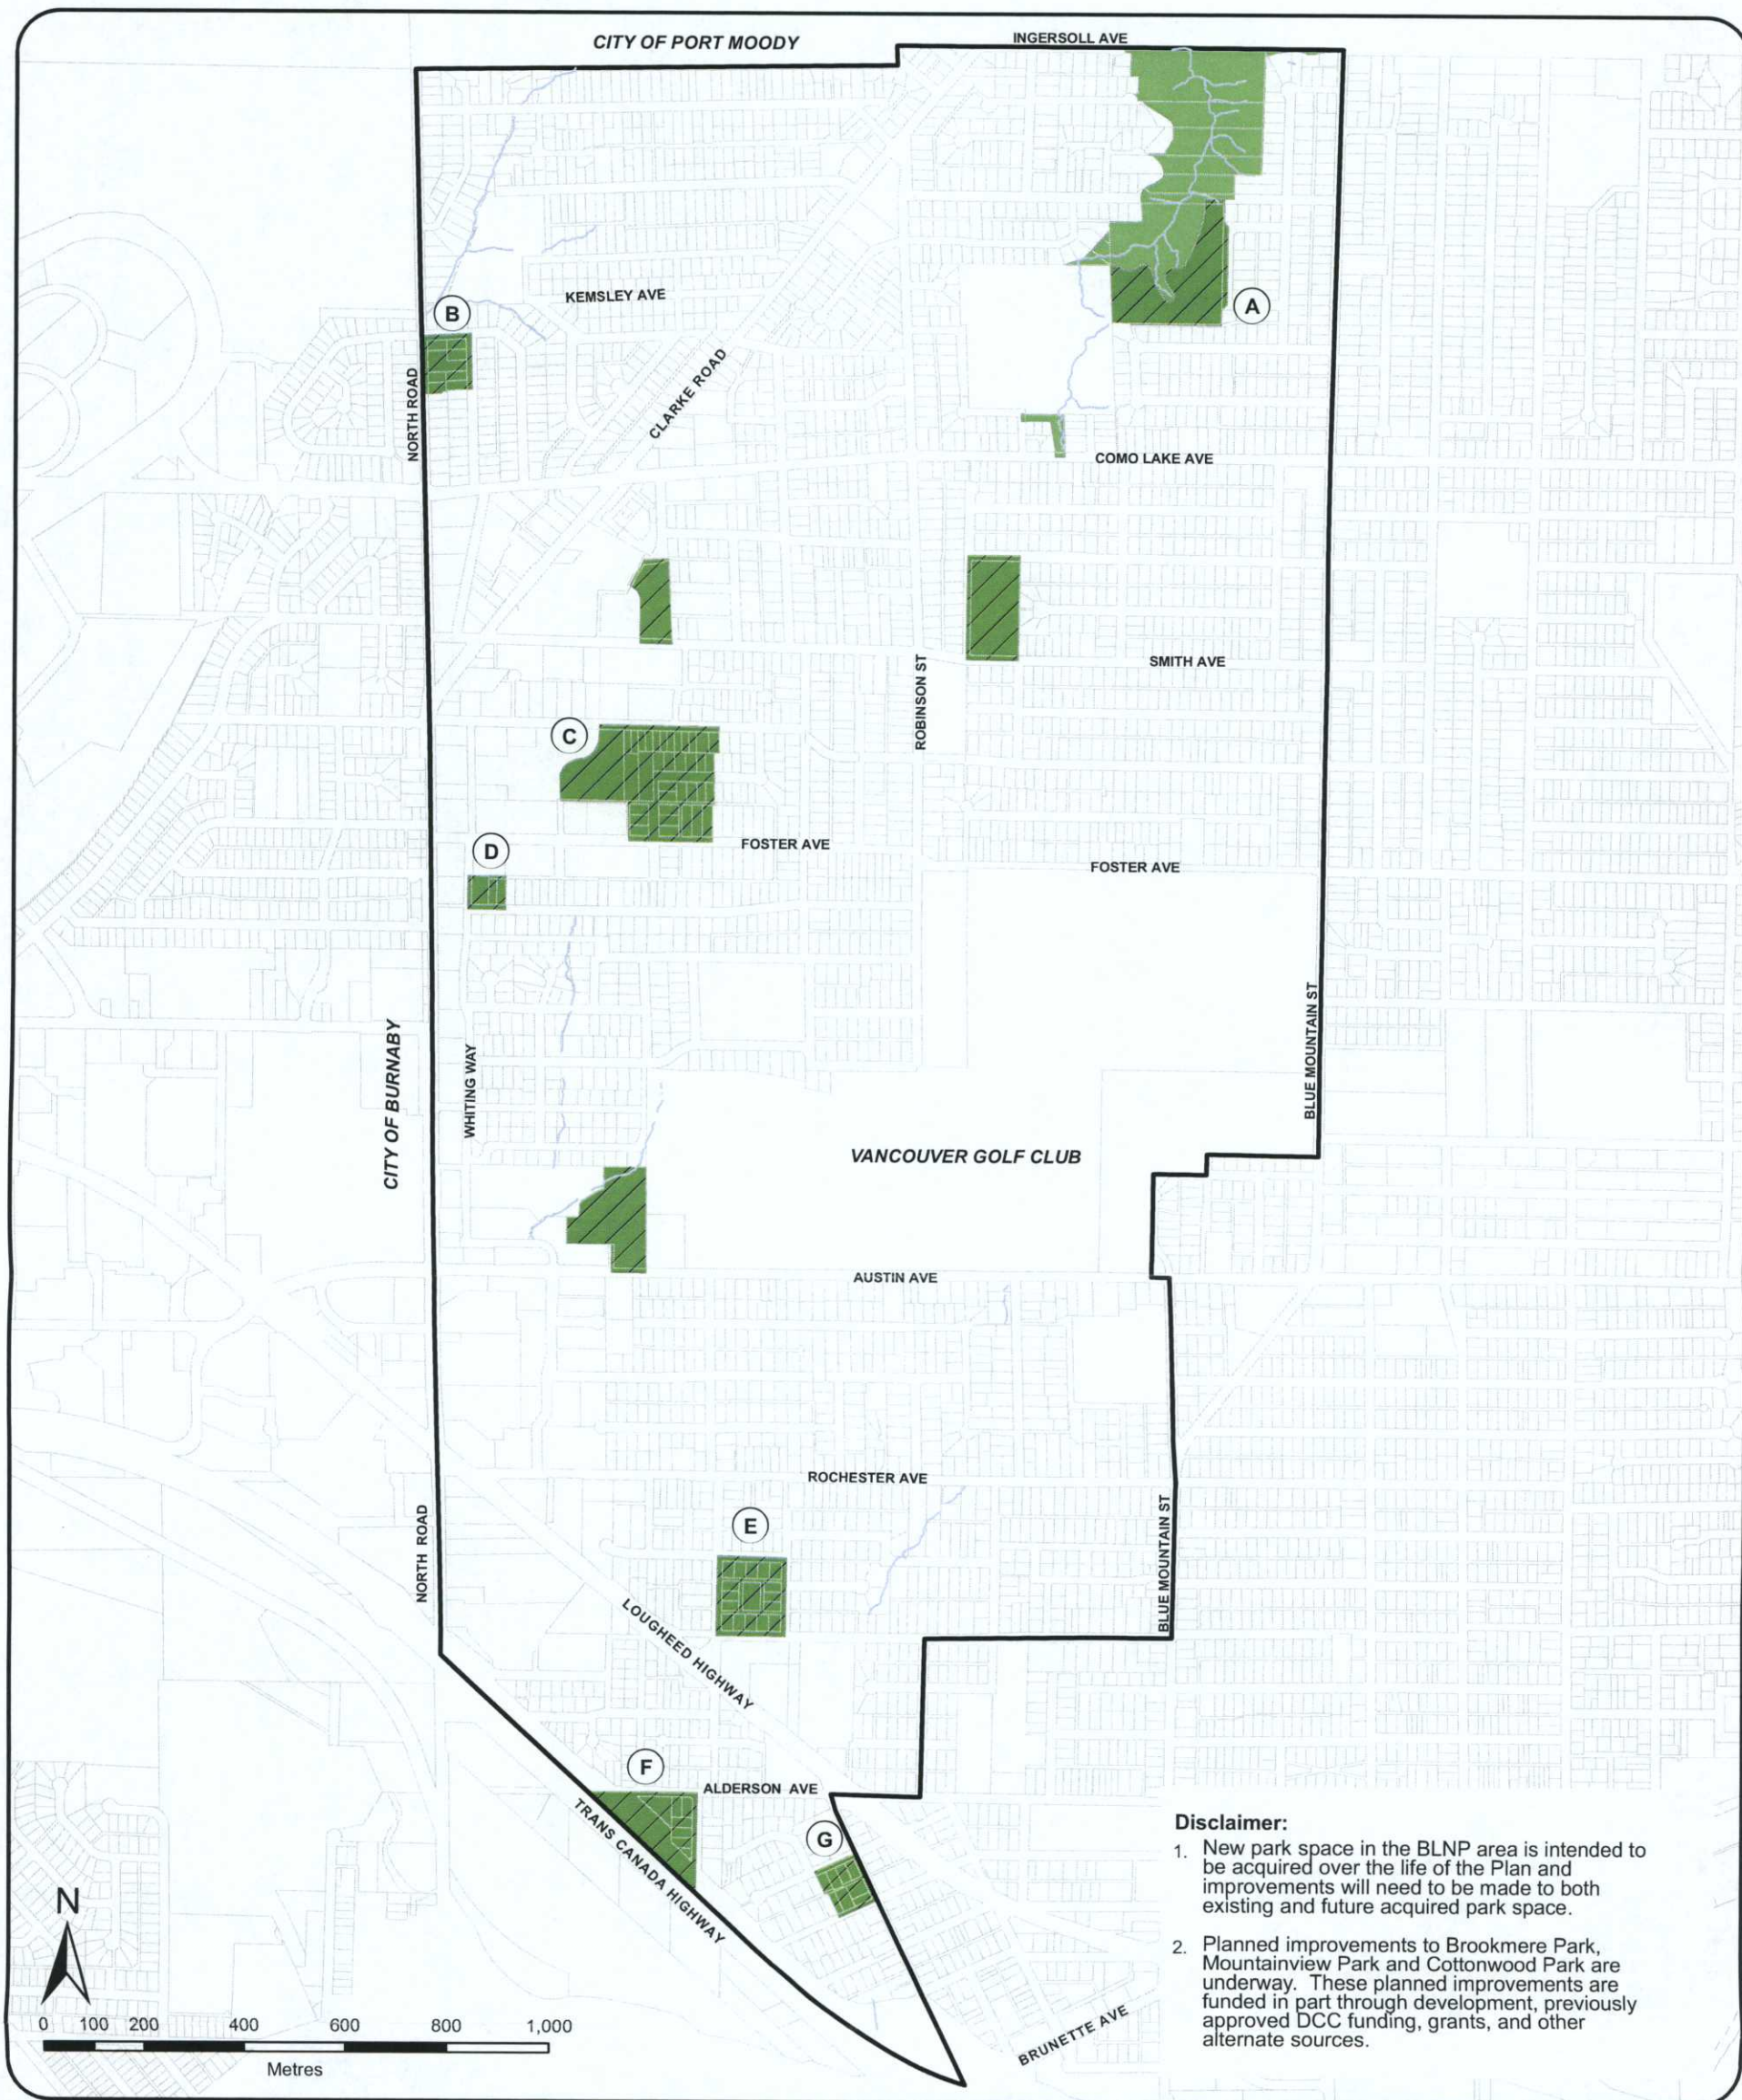 CITY OF PORT MOODY
INGERSOLL AVE
KEMSLEY AVE
B
A
NORTH ROAD
CLARKE ROAD
COMO LAKE AVE
SMITH AVE
ROBINSON ST
C
FOSTER AVE
D
FOSTER AVE
BLUE MOUNTAIN ST
CITY OF BURNABY
WHITING WAY
VANCOUVER GOLF CLUB
AUSTIN AVE
ROCHESTER AVE
NORTH ROAD
E
BLUE MOUNTAIN ST
LOUGHEED HIGHWAY
F
ALDERSON AVE
G
TRANS CANADA HIGHWAY
BRUNETTE AVE
Disclaimer:
1. New park space in the BLNP area is intended to
be acquired over the life of the Plan and
improvements will need to be made to both
existing and future acquired park space.
2. Planned improvements to Brookmere Park,
Mountainview Park and Cottonwood Park are
underway. These planned improvements are
funded in part through development, previously
approved DCC funding, grants, and other
alternate sources.
N
0 100 200 400 600 800 1,000
Metres